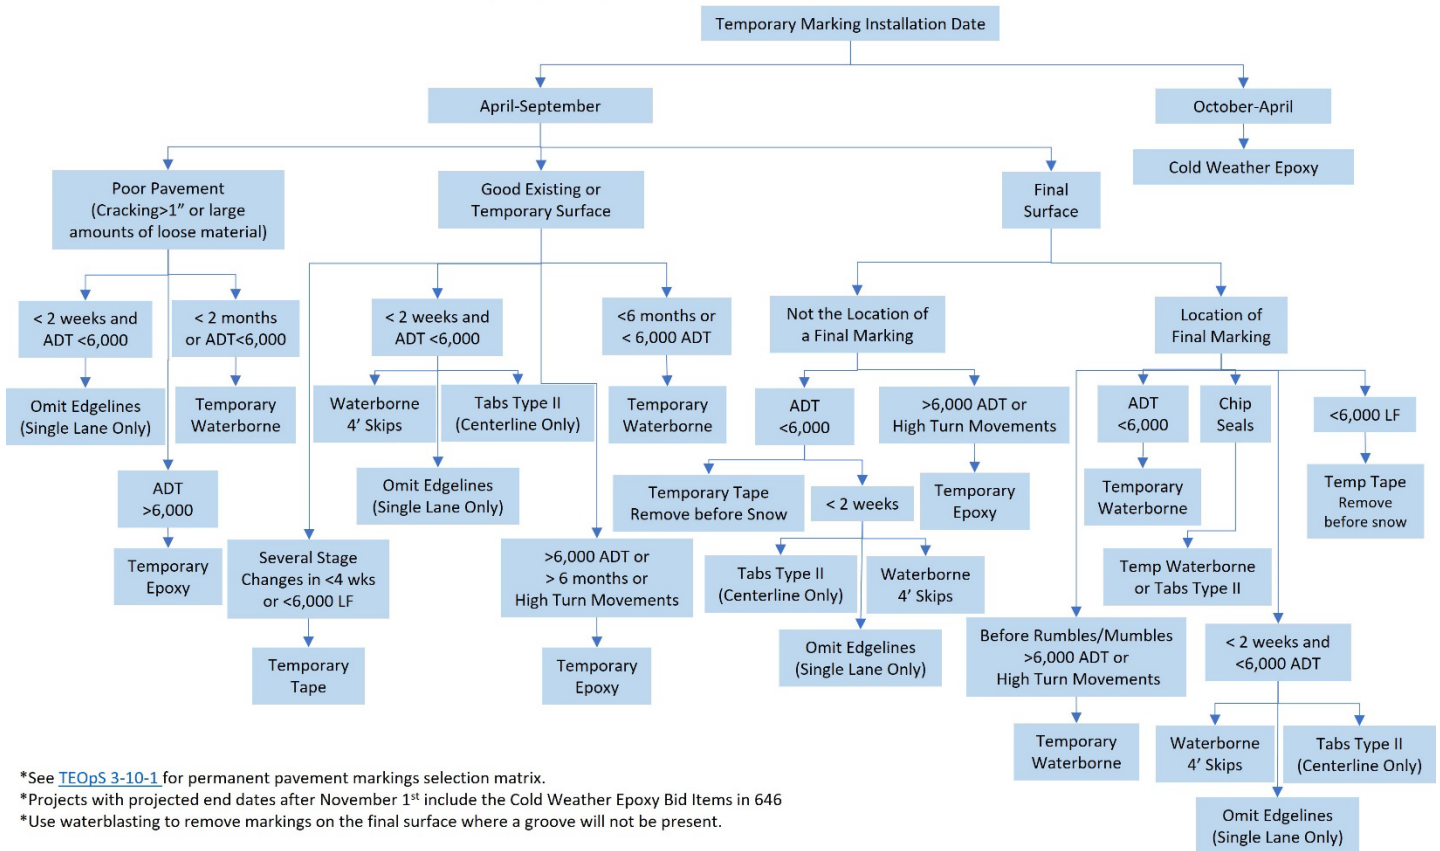 Temporary Marking Installation Date
April-September
October-April
Cold Weather Epoxy
Poor Pavement
(Cracking>1” or large
amounts of loose material)
Good Existing or
Temporary Surface
Final
Surface
< 2 weeks and
ADT <6,000
< 2 months
or ADT<6,000
< 2 weeks and
ADT <6,000
<6 months or
< 6,000 ADT
Not the Location of
a Final Marking
Location of
Final Marking
Omit Edgelines
(Single Lane Only)
Temporary
Waterborne
Waterborne
4’ Skips
Tabs Type II
(Centerline Only)
Temporary
Waterborne
ADT
<6,000
>6,000 ADT or
High Turn Movements
ADT
<6,000
Chip
Seals
<6,000 LF
ADT
>6,000
Omit Edgelines
(Single Lane Only)
Temporary Tape
Remove before Snow
< 2 weeks
Temporary
Epoxy
Temporary
Waterborne
Temp Tape
Remove
before snow
Temporary
Epoxy
Several Stage
Changes in <4 wks
or <6,000 LF
>6,000 ADT or
> 6 months or
High Turn Movements
Tabs Type II
(Centerline Only)
Waterborne
4’ Skips
Temp Waterborne
or Tabs Type II
Temporary
Tape
Temporary
Epoxy
Omit Edgelines
(Single Lane Only)
Before Rumbles/Mumbles
>6,000 ADT or
High Turn Movements
< 2 weeks and
<6,000 ADT
Temporary
Waterborne
Waterborne
4’ Skips
Tabs Type II
(Centerline Only)
Omit Edgelines
(Single Lane Only)
*See TEOpS 3-10-1 for permanent pavement markings selection matrix.
*Projects with projected end dates after November 1st include the Cold Weather Epoxy Bid Items in 646
*Use waterblasting to remove markings on the final surface where a groove will not be present.